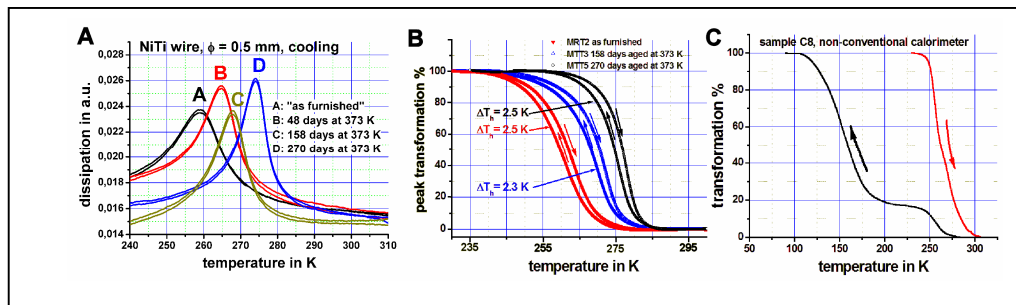 A
NiTi wire, ϕ = 0.5 mm, cooling
0,028
0,026
0,024
0,022
0,020
0,018
0,016
0,014
dissipation in a.u.
A
B
C
D
A: "as furnished"
B: 48 days at 373 K
C: 158 days at 373 K
D: 270 days at 373 K
240 250 260 270 280 290 300 310
temperature in K
B
MRT2 as furnished
MTT3 158 days aged at 373 K
MTT5 270 days aged at 373 K
100
80
60
40
20
0
peak transformation %
ΔTh = 2.5 K
ΔTh = 2.5 K
ΔTh = 2.3 K
235 255 275 295
temperature in K
C
sample C8, non-conventional calorimeter
100
80
60
40
20
0
transformation %
50 100 150 200 250 300
temperature in K